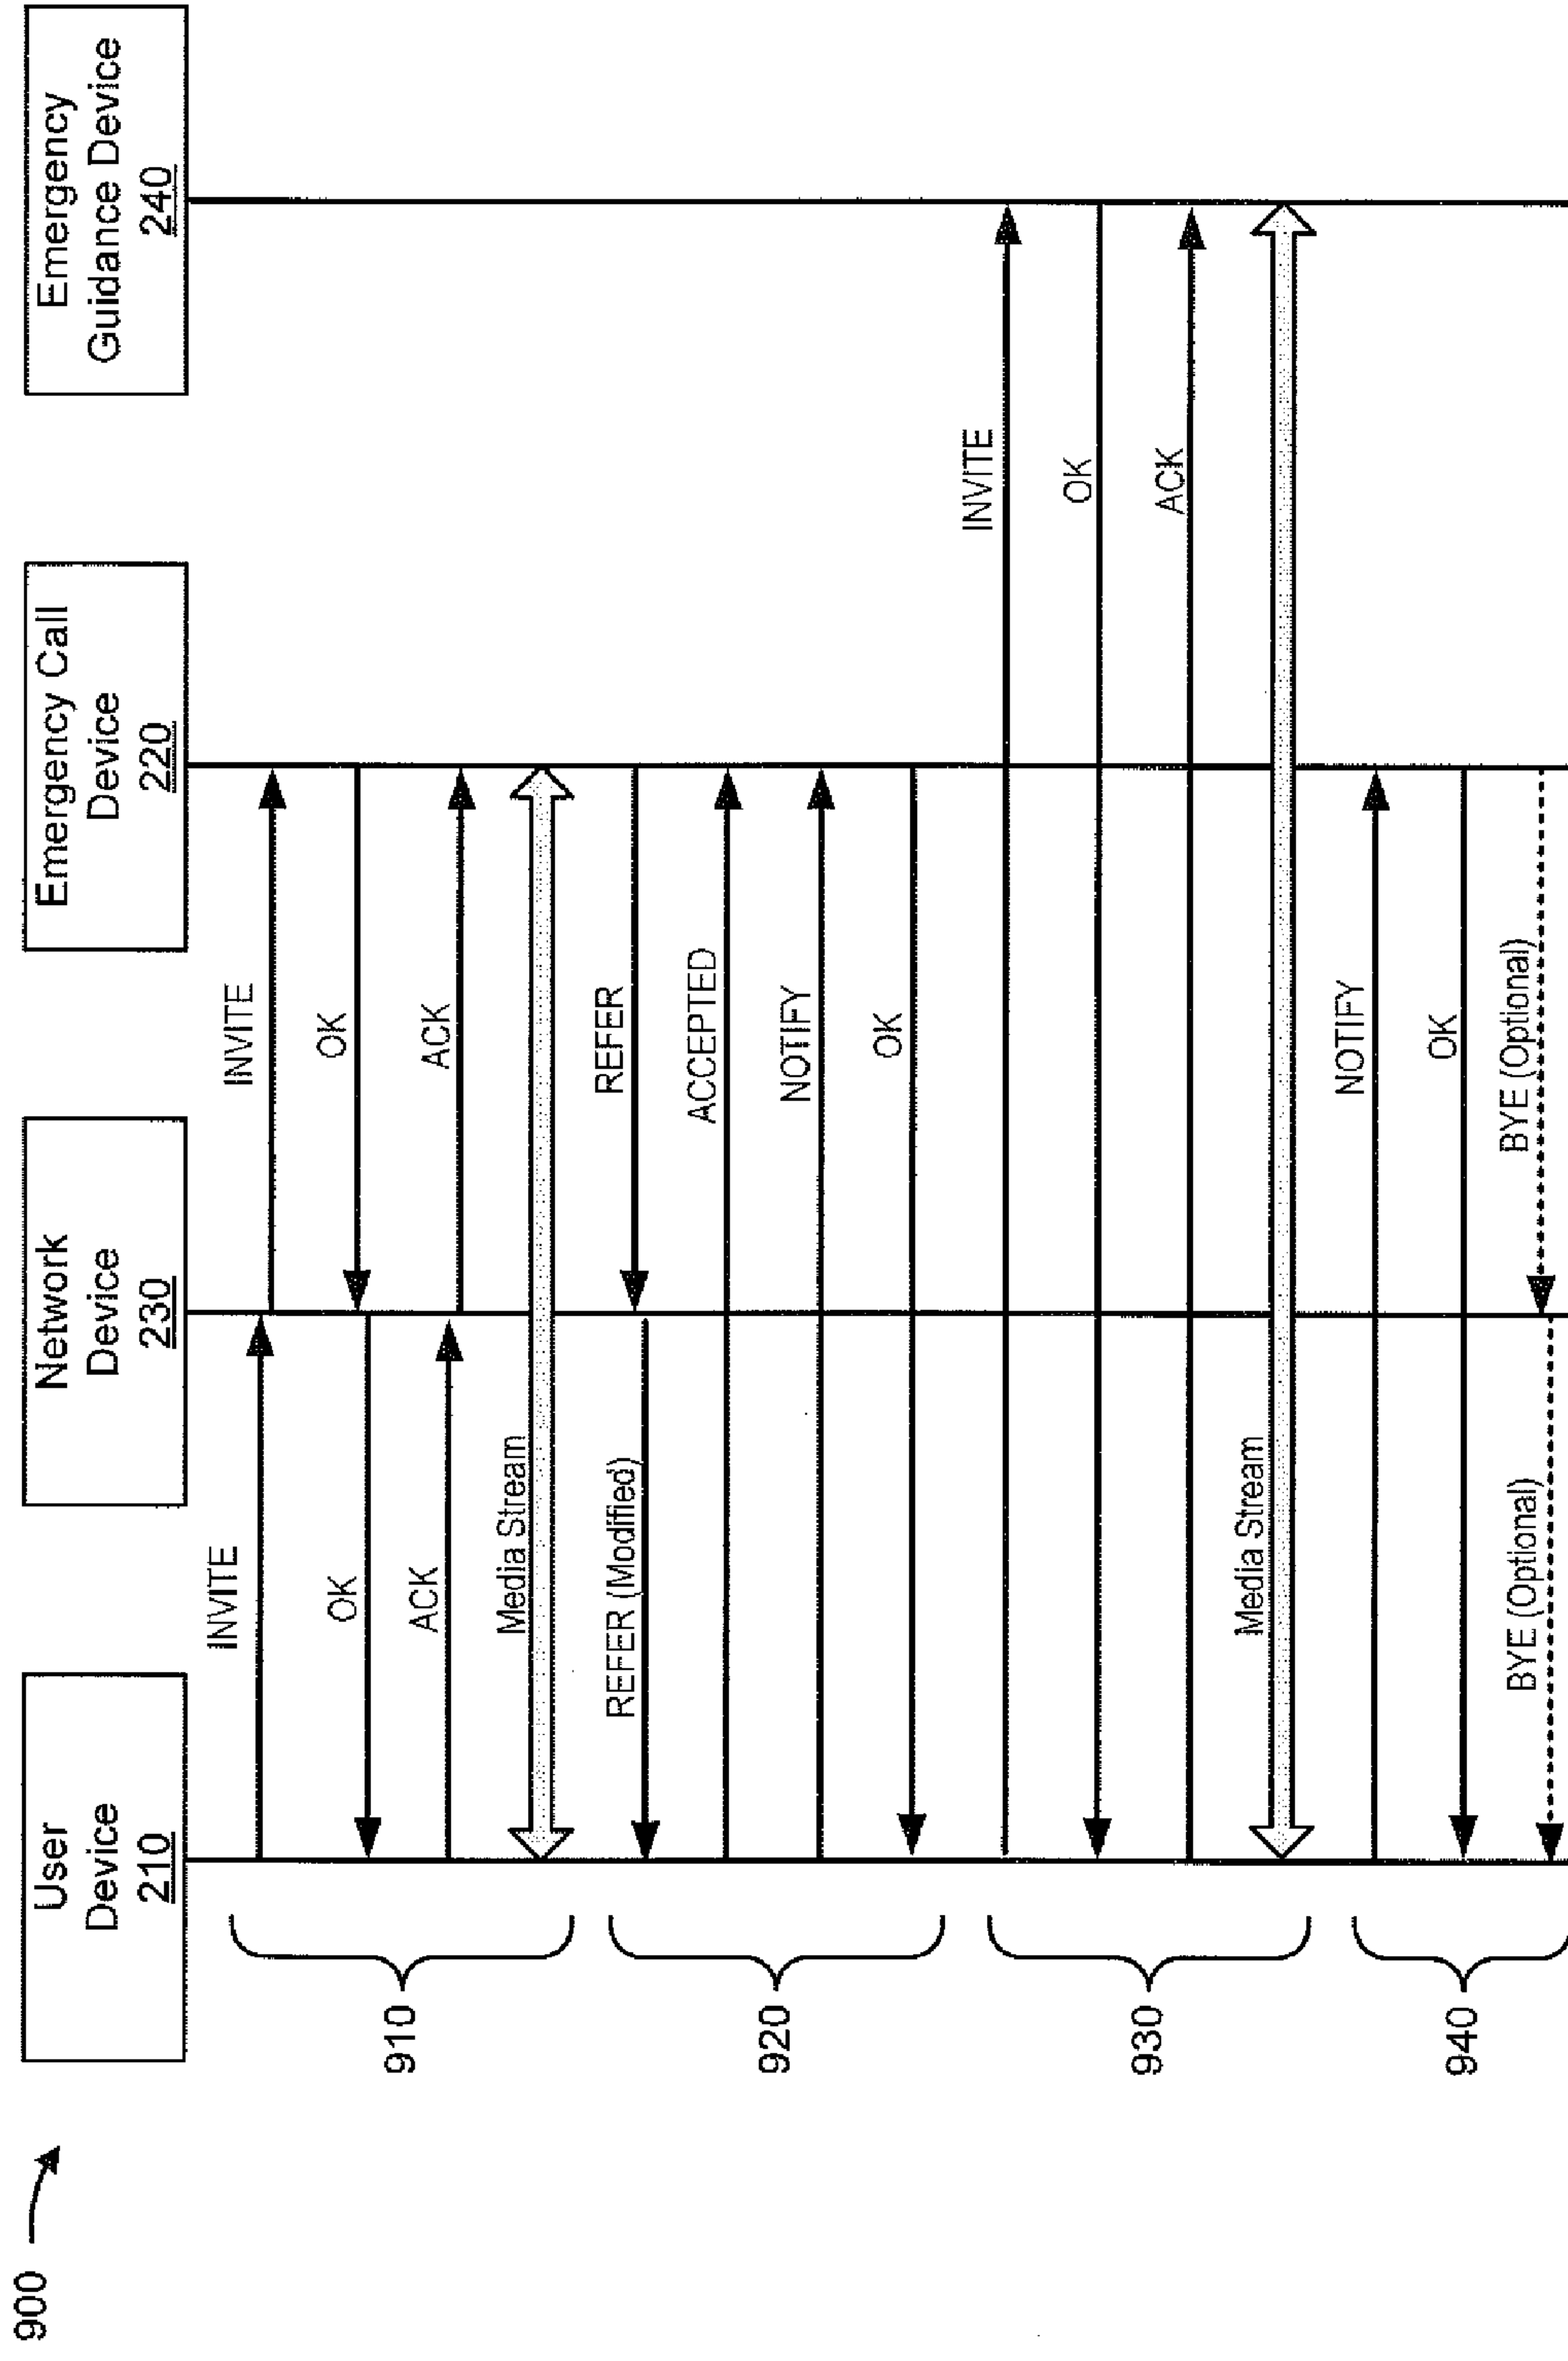 900
User
Device
210
Network
Device
230
Emergency Call
Device
220
Emergency
Guidance Device
240
910
INVITE
INVITE
OK
OK
ACK
ACK
Media Stream
920
REFER
REFER (Modified)
ACCEPTED
NOTIFY
OK
930
INVITE
OK
ACK
Media Stream
940
NOTIFY
OK
BYE (Optional)
BYE (Optional)